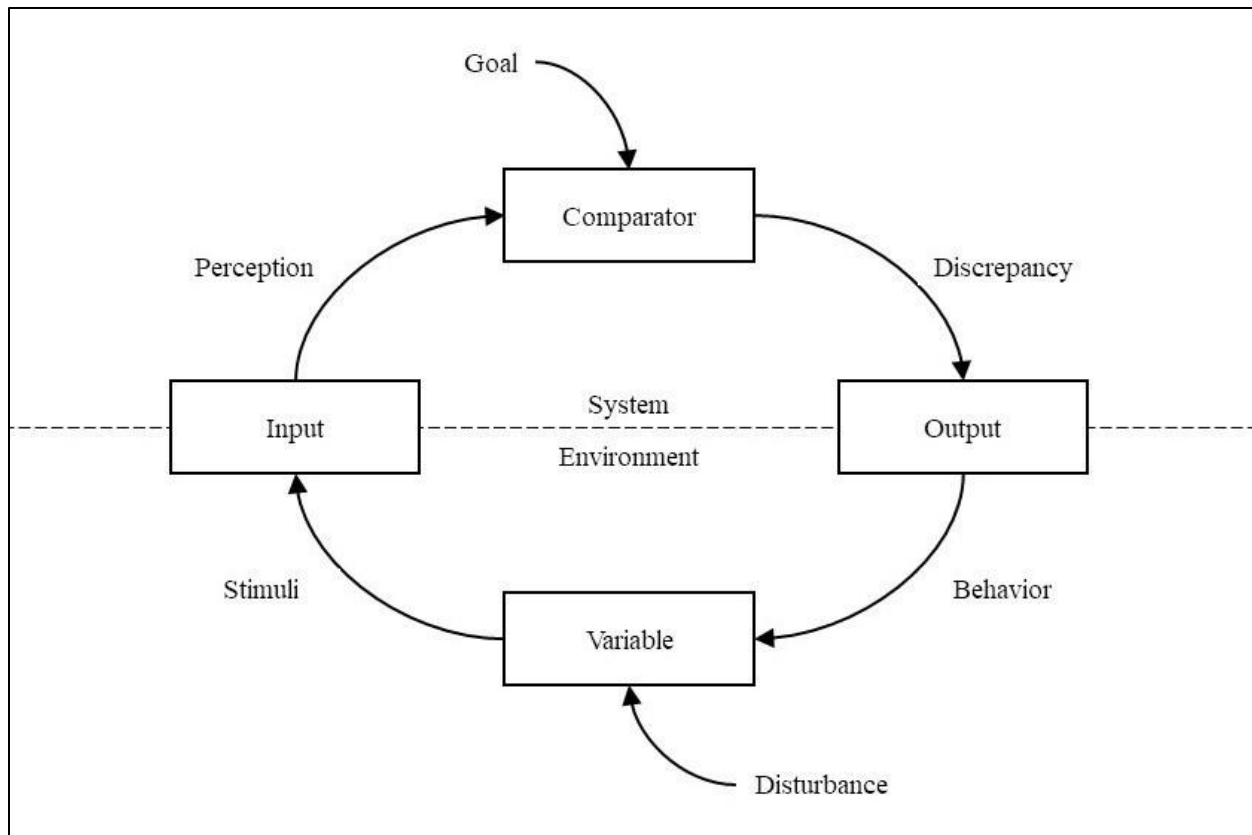 Goal
Comparator
Perception
Discrepancy
System
Input
Output
Environment
Stimuli
Behavior
Variable
Disturbance